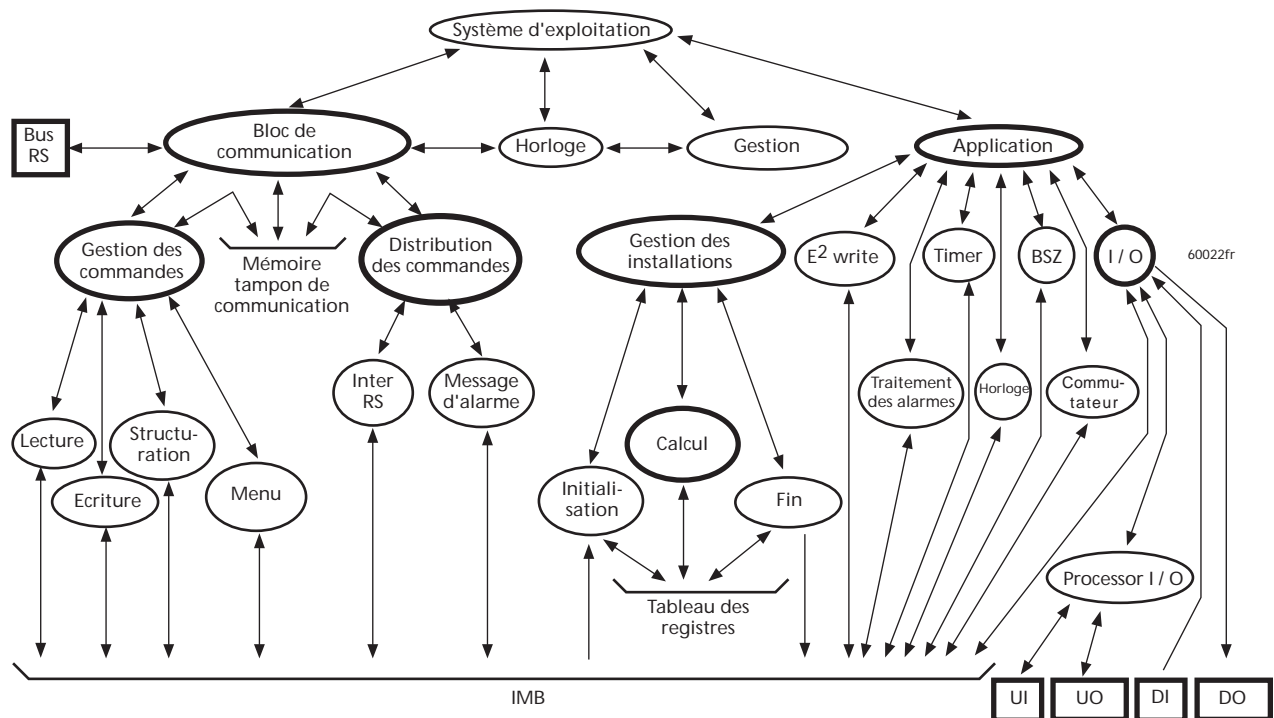 Système d'exploitation
Bus
RS
Bloc de
communication
Horloge
Gestion
Application
Gestion des
commandes
Mémoire
tampon de
communication
Distribution
des commandes
Gestion des
installations
E2 write
Timer
BSZ
I / O
60022fr
Inter
RS
Message
d'alarme
Traitement
des alarmes
Horloge
Commu-
tateur
Lecture
Structu-
ration
Calcul
Ecriture
Menu
Initiali-
sation
Fin
Processor I / O
Tableau des
registres
IMB
UI
UO
DI
DO